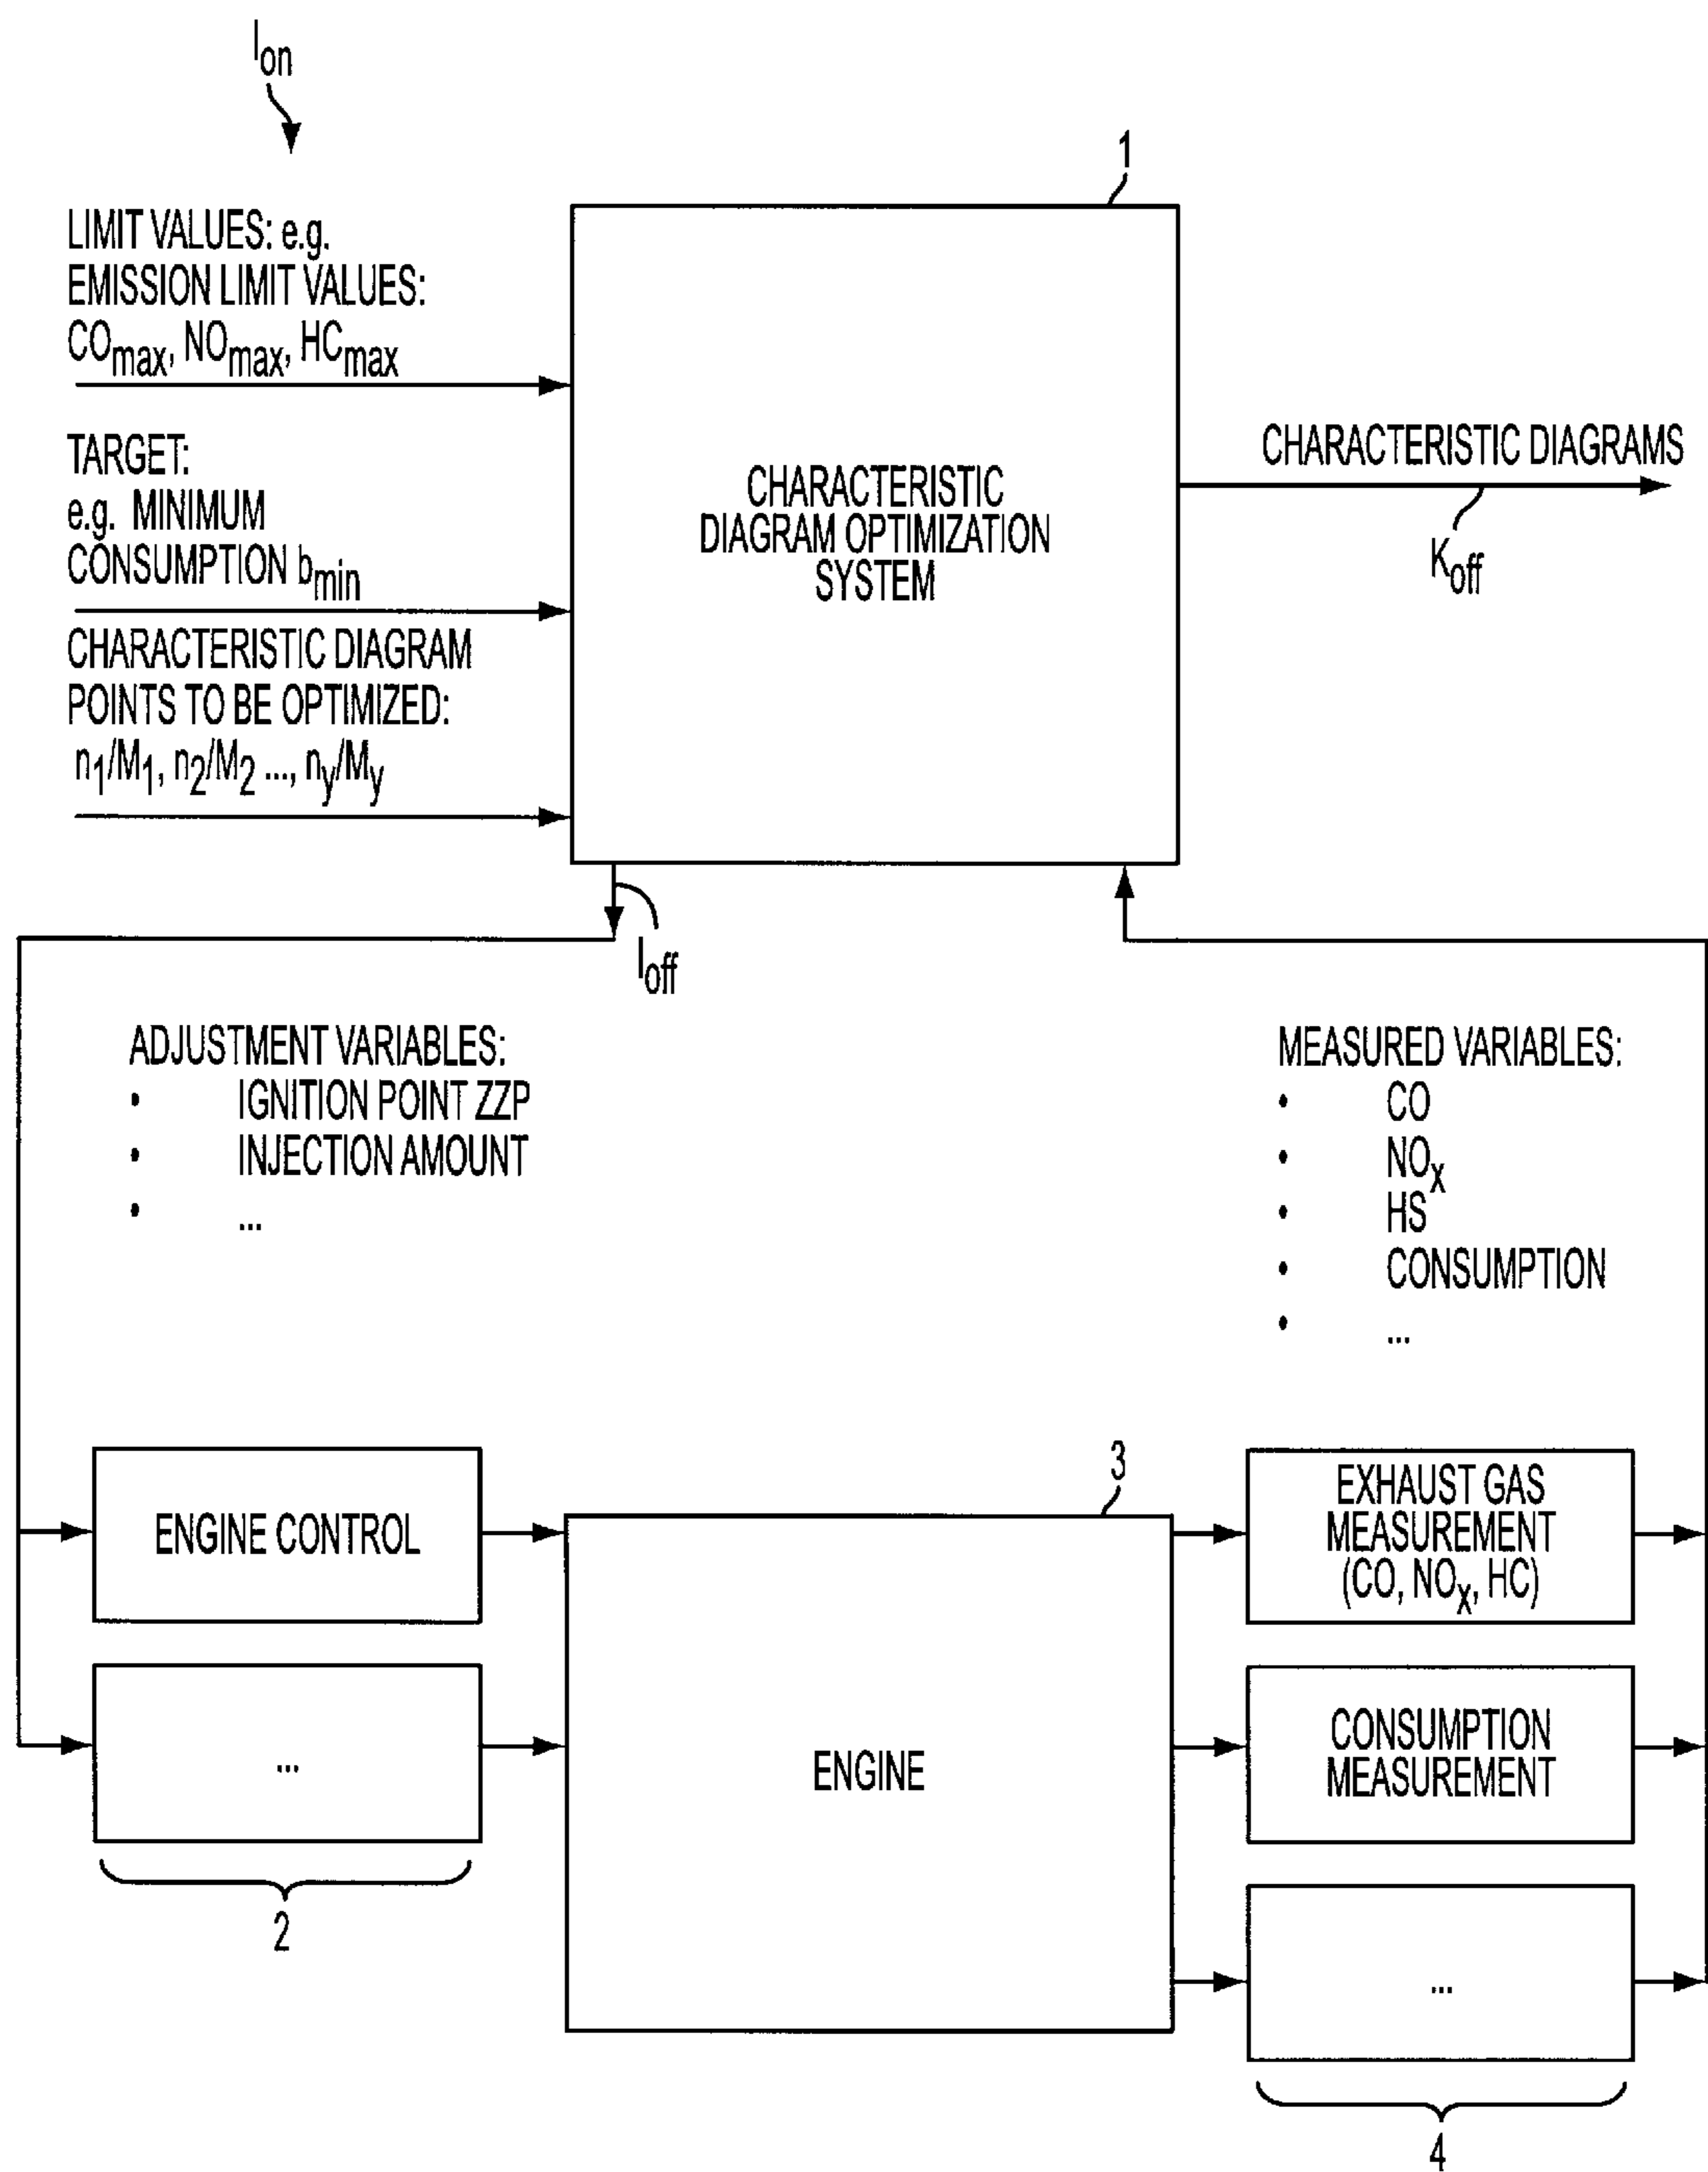 I_on
1
LIMIT VALUES: e.g.
EMISSION LIMIT VALUES:
CO_max, NO_max, HC_max
TARGET:
e.g. MINIMUM
CONSUMPTION b_min
CHARACTERISTIC DIAGRAM
POINTS TO BE OPTIMIZED:
n_1/M_1, n_2/M_2 ..., n_y/M_y
CHARACTERISTIC
DIAGRAM OPTIMIZATION
SYSTEM
CHARACTERISTIC DIAGRAMS
K_off
I_off
ADJUSTMENT VARIABLES:
• IGNITION POINT ZZP
• INJECTION AMOUNT
• ...
MEASURED VARIABLES:
• CO
• NO_X
• HS
• CONSUMPTION
• ...
ENGINE CONTROL
...
2
3
ENGINE
EXHAUST GAS
MEASUREMENT
(CO, NO_X, HC)
CONSUMPTION
MEASUREMENT
...
4